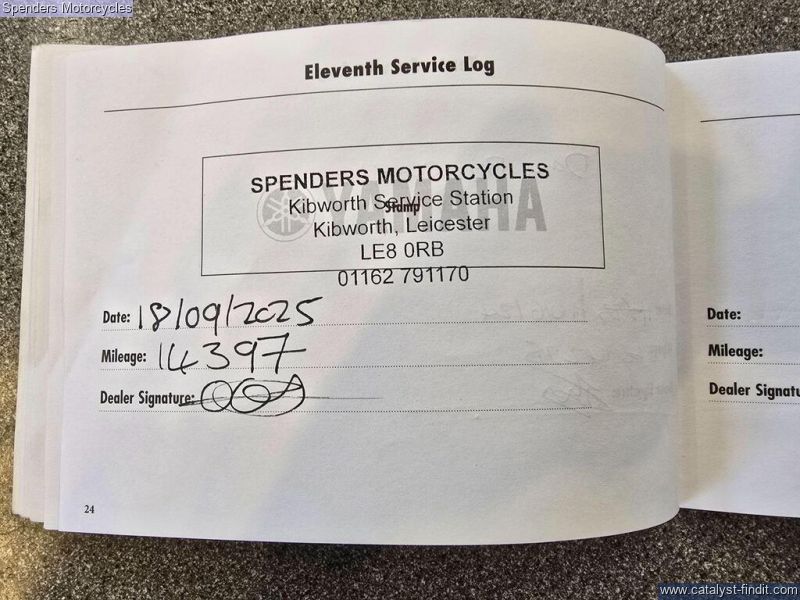 Spenders Motorcycles
Eleventh Service Log
SPENDERS MOTORCYCLES
Kibworth Service Station
Stamp
YAMAHA
Kibworth, Leicester
LE8 0RB
01162 791170
Date: 18/09/2025
Mileage: 14397
Dealer Signature:
24
Date:
Mileage:
Dealer Signatu
www.catalyst-findit.com